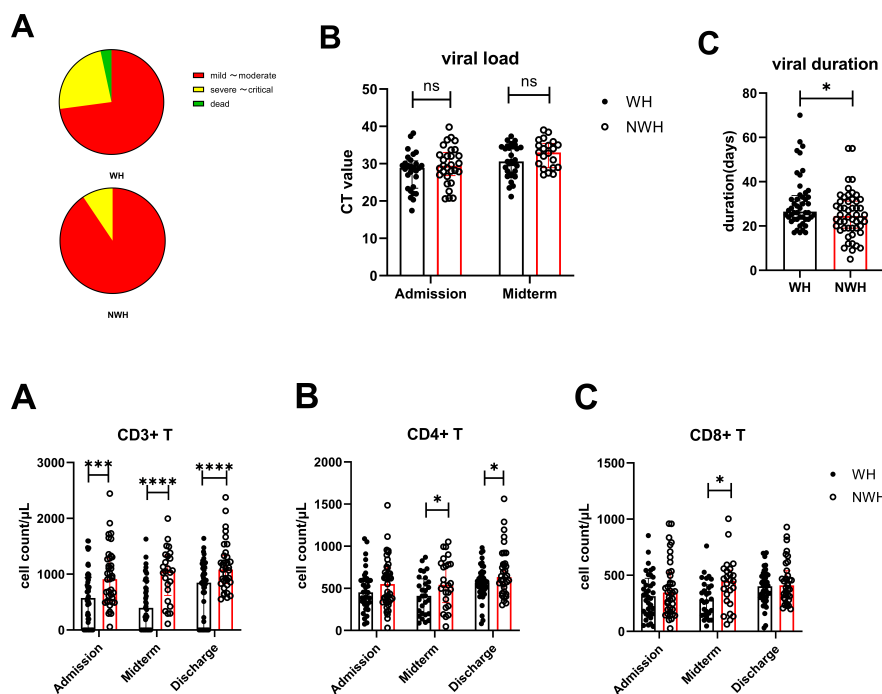 A
mild ~moderate
severe ~critical
dead
WH
NWH
B
viral load
ns
ns
WH
NWH
CT value
50
40
30
20
10
0
Admission
Midterm
C
viral duration
*
duration(days)
80
60
40
20
0
WH
NWH
A
CD3+ T
***
****
****
cell count/μL
3000
2000
1000
0
Admission
Midterm
Discharge
B
CD4+ T
*
*
cell count/μL
2000
1500
1000
500
0
Admission
Midterm
Discharge
C
CD8+ T
*
cell count/μL
1500
1000
500
0
Admission
Midterm
Discharge
WH
NWH